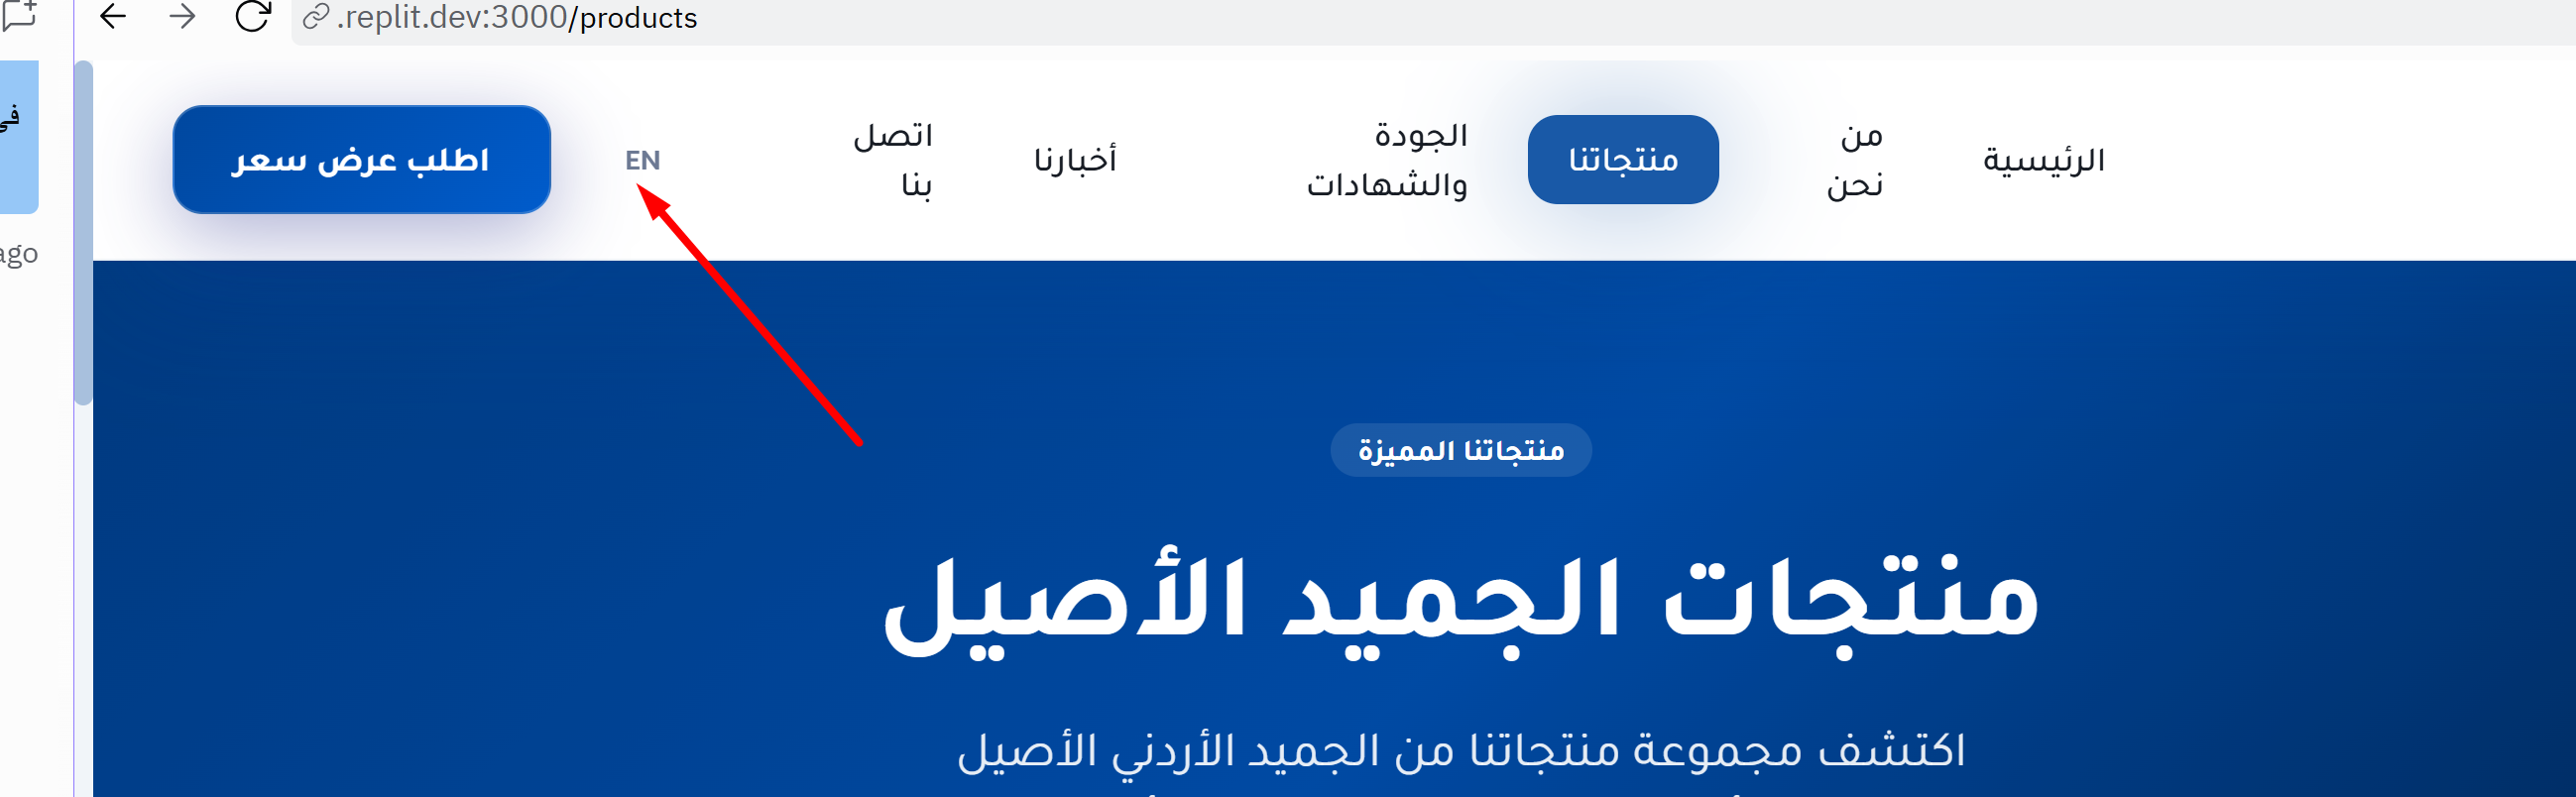 .replit.dev:3000/products
في
ago
الرئيسية
من
نحن
منتجاتنا
الجودة
والشهادات
أخبارنا
اتصل
بنا
EN
اطلب عرض سعر
منتجاتنا المميزة
منتجات الجميد الأصيل
اكتشف مجموعة منتجاتنا من الجميد الأردني الأصيل